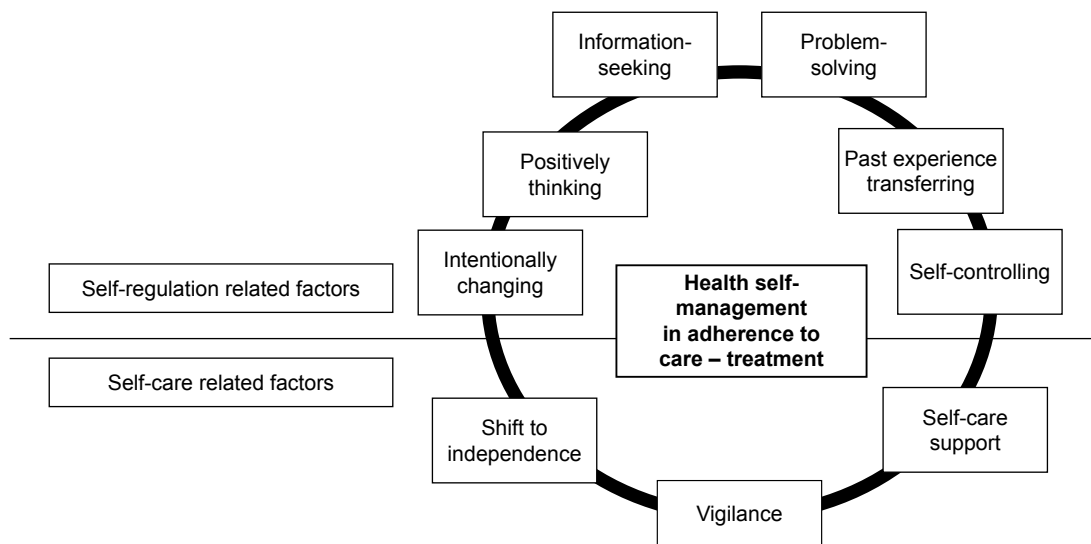 Information-
seeking
Problem-
solving
Positively
thinking
Past experience
transferring
Intentionally
changing
Self-controlling
Self-regulation related factors
Health self-
management
in adherence to
care – treatment
Self-care related factors
Shift to
independence
Self-care
support
Vigilance